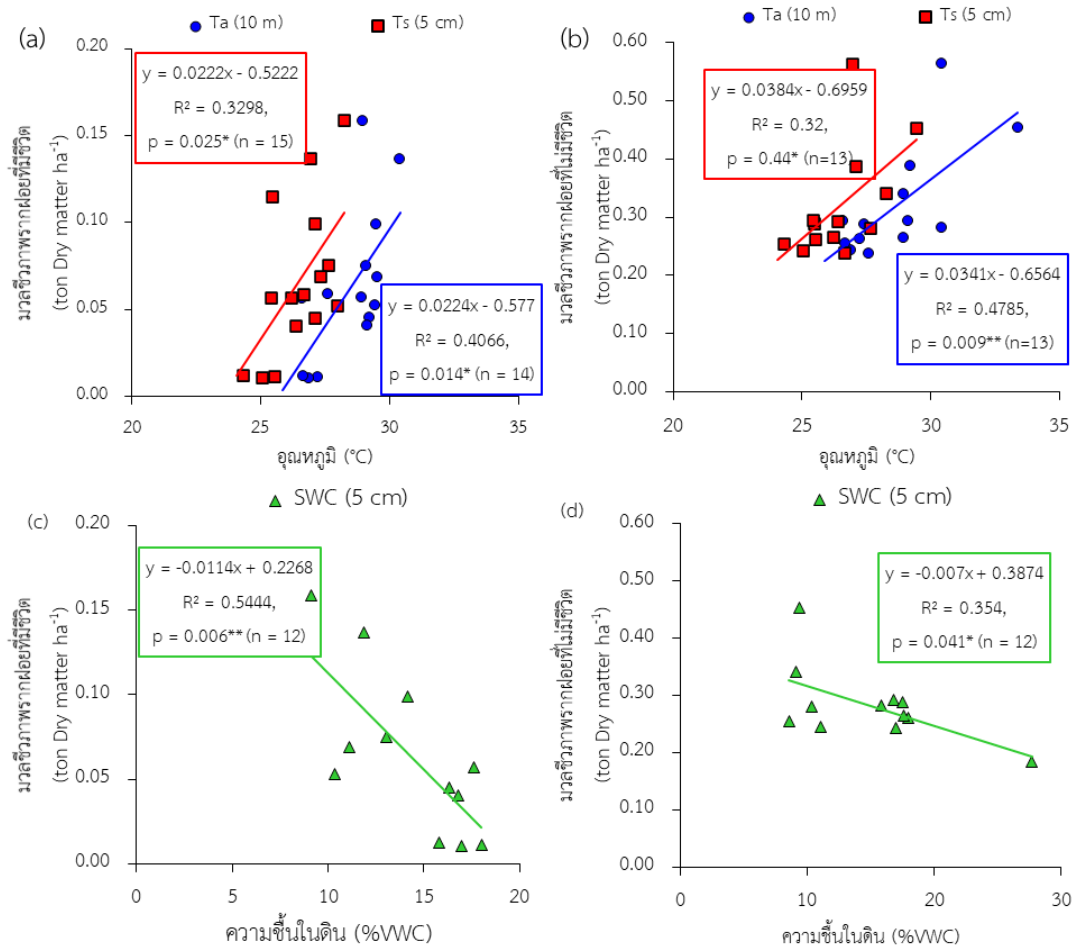 (a)
Ta (10 m)
Ts (5 cm)
0.20
0.15
0.10
0.05
0.00
20
25
30
35
มวลชีวภาพรากฝอยที่มีชีวิต
(ton Dry matter ha⁻¹)
y = 0.0222x - 0.5222
R² = 0.3298,
p = 0.025* (n = 15)
y = 0.0224x - 0.577
R² = 0.4066,
p = 0.014* (n = 14)
อุณหภูมิ (°C)
(b)
Ta (10 m)
Ts (5 cm)
0.60
0.50
0.40
0.30
0.20
0.10
0.00
20
25
30
35
มวลชีวภาพรากฝอยที่ไม่มีชีวิต
(ton Dry matter ha⁻¹)
y = 0.0384x - 0.6959
R² = 0.32,
p = 0.44* (n=13)
y = 0.0341x - 0.6564
R² = 0.4785,
p = 0.009** (n=13)
อุณหภูมิ (°C)
(c)
SWC (5 cm)
0.20
0.15
0.10
0.05
0.00
0
5
10
15
20
มวลชีวภาพรากฝอยที่มีชีวิต
(ton Dry matter ha⁻¹)
y = -0.0114x + 0.2268
R² = 0.5444,
p = 0.006** (n = 12)
ความชื้นในดิน (%VWC)
(d)
SWC (5 cm)
0.60
0.50
0.40
0.30
0.20
0.10
0.00
0
10
20
30
มวลชีวภาพรากฝอยที่ไม่มีชีวิต
(ton Dry matter ha⁻¹)
y = -0.007x + 0.3874
R² = 0.354,
p = 0.041* (n = 12)
ความชื้นในดิน (%VWC)